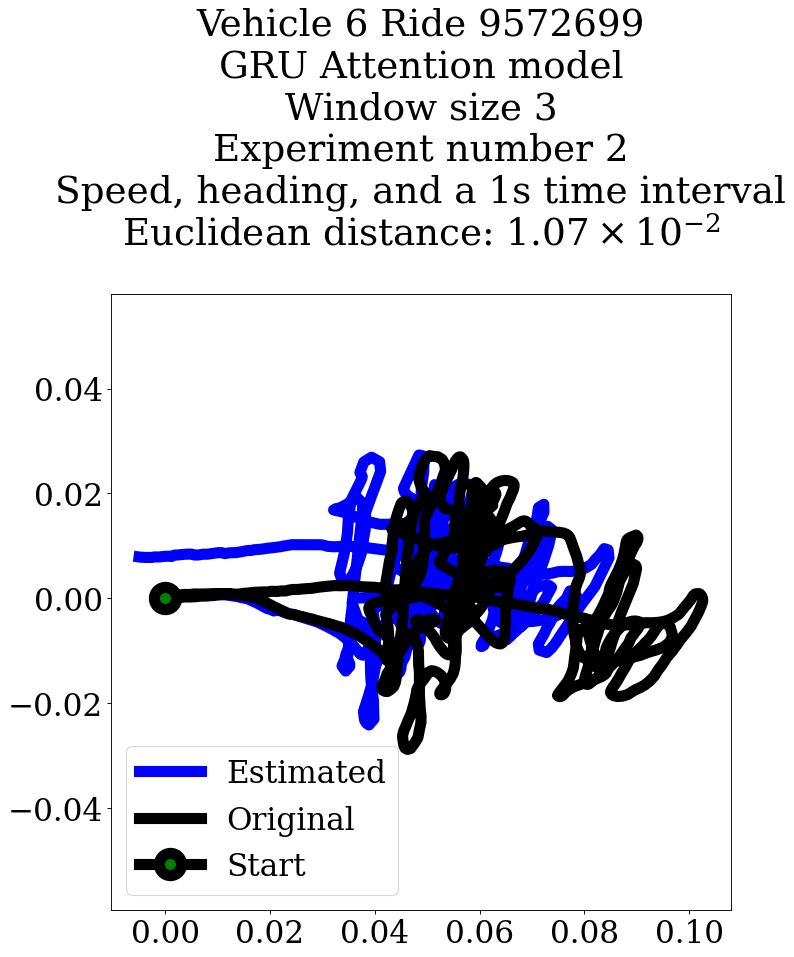 Vehicle 6 Ride 9572699
GRU Attention model
Window size 3
Experiment number 2
Speed, heading, and a 1s time interval
Euclidean distance: 1.07 × 10⁻²
0.04
0.02
0.00
−0.02
−0.04
Estimated
Original
Start
0.00 0.02 0.04 0.06 0.08 0.10